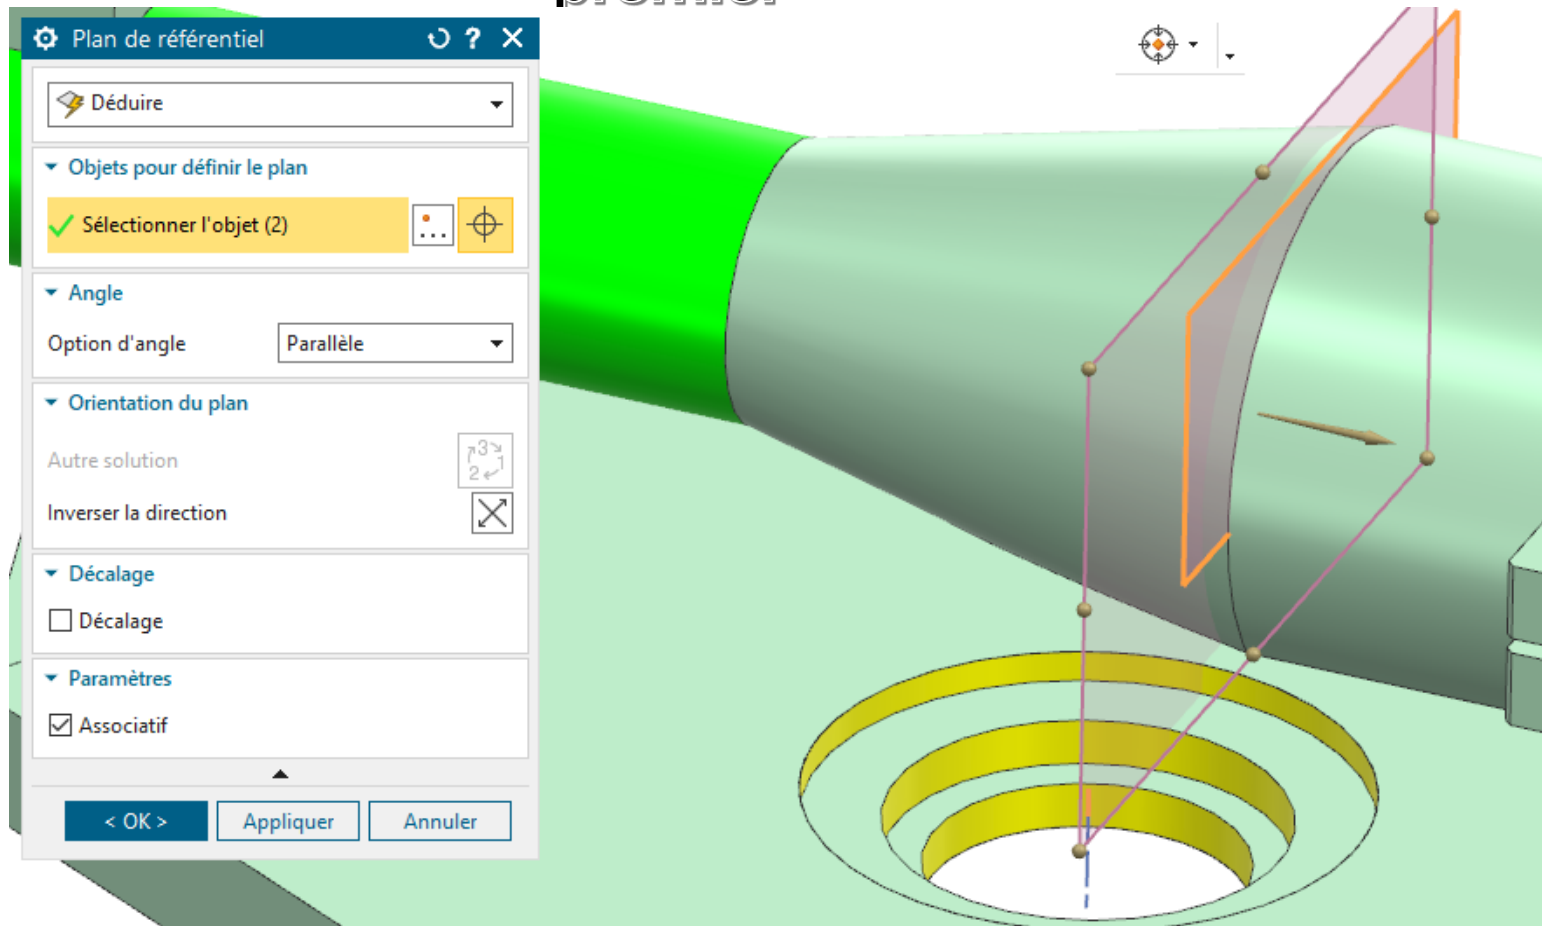 premier
Plan de référentiel
Déduire
Objets pour définir le plan
Sélectionner l'objet (2)
Angle
Option d'angle Parallèle
Orientation du plan
Autre solution
Inverser la direction
Décalage
Décalage
Paramètres
Associatif
< OK > Appliquer Annuler